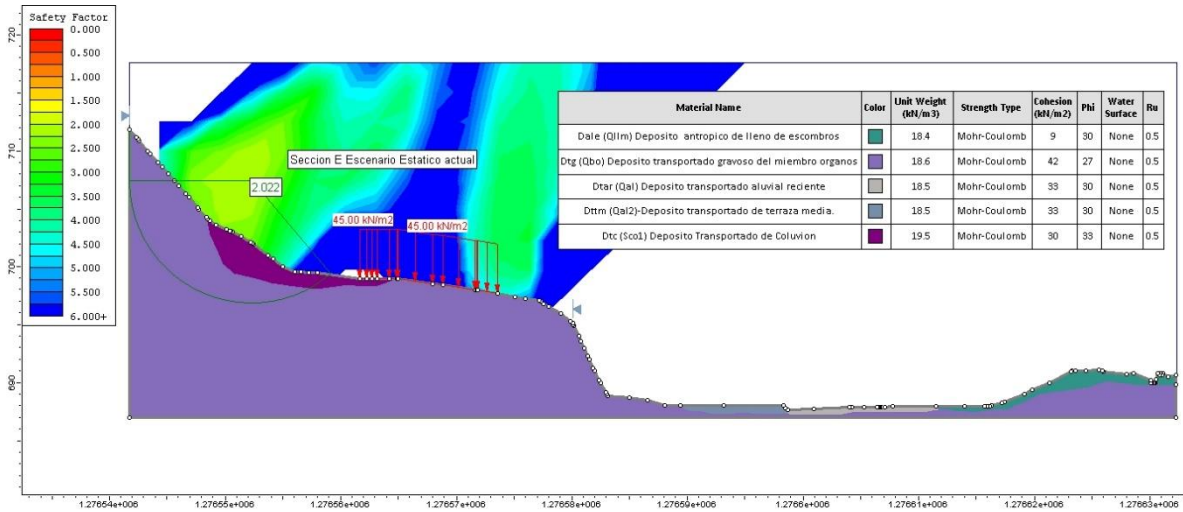 Safety Factor
0.000
0.500
1.000
1.500
2.000
2.500
3.000
3.500
4.000
4.500
5.000
5.500
6.000+
720
710
700
690
Seccion E Escenario Estatico actual
2.022
45.00 kN/m2
45.00 kN/m2
Material Name Color Unit Weight (kN/m3) Strength Type Cohesion (kN/m2) Phi Water Surface Ru
Dale (Qllm) Deposito antropico de lleno de escombros 18.4 Mohr-Coulomb 9 30 None 0.5
Dtg (Qbo) Deposito transportado gravoso del miembro organos 18.6 Mohr-Coulomb 42 27 None 0.5
Dtar (Qal) Deposito transportado aluvial reciente 18.5 Mohr-Coulomb 33 30 None 0.5
Dttm (Qal2)-Deposito transportado de terraza media. 18.5 Mohr-Coulomb 33 30 None 0.5
Dtc (Sco1) Deposito Transportado de Coluvion 19.5 Mohr-Coulomb 30 33 None 0.5
1.27654e+006 1.27655e+006 1.27656e+006 1.27657e+006 1.27658e+006 1.27659e+006 1.2766e+006 1.27661e+006 1.27662e+006 1.27663e+006